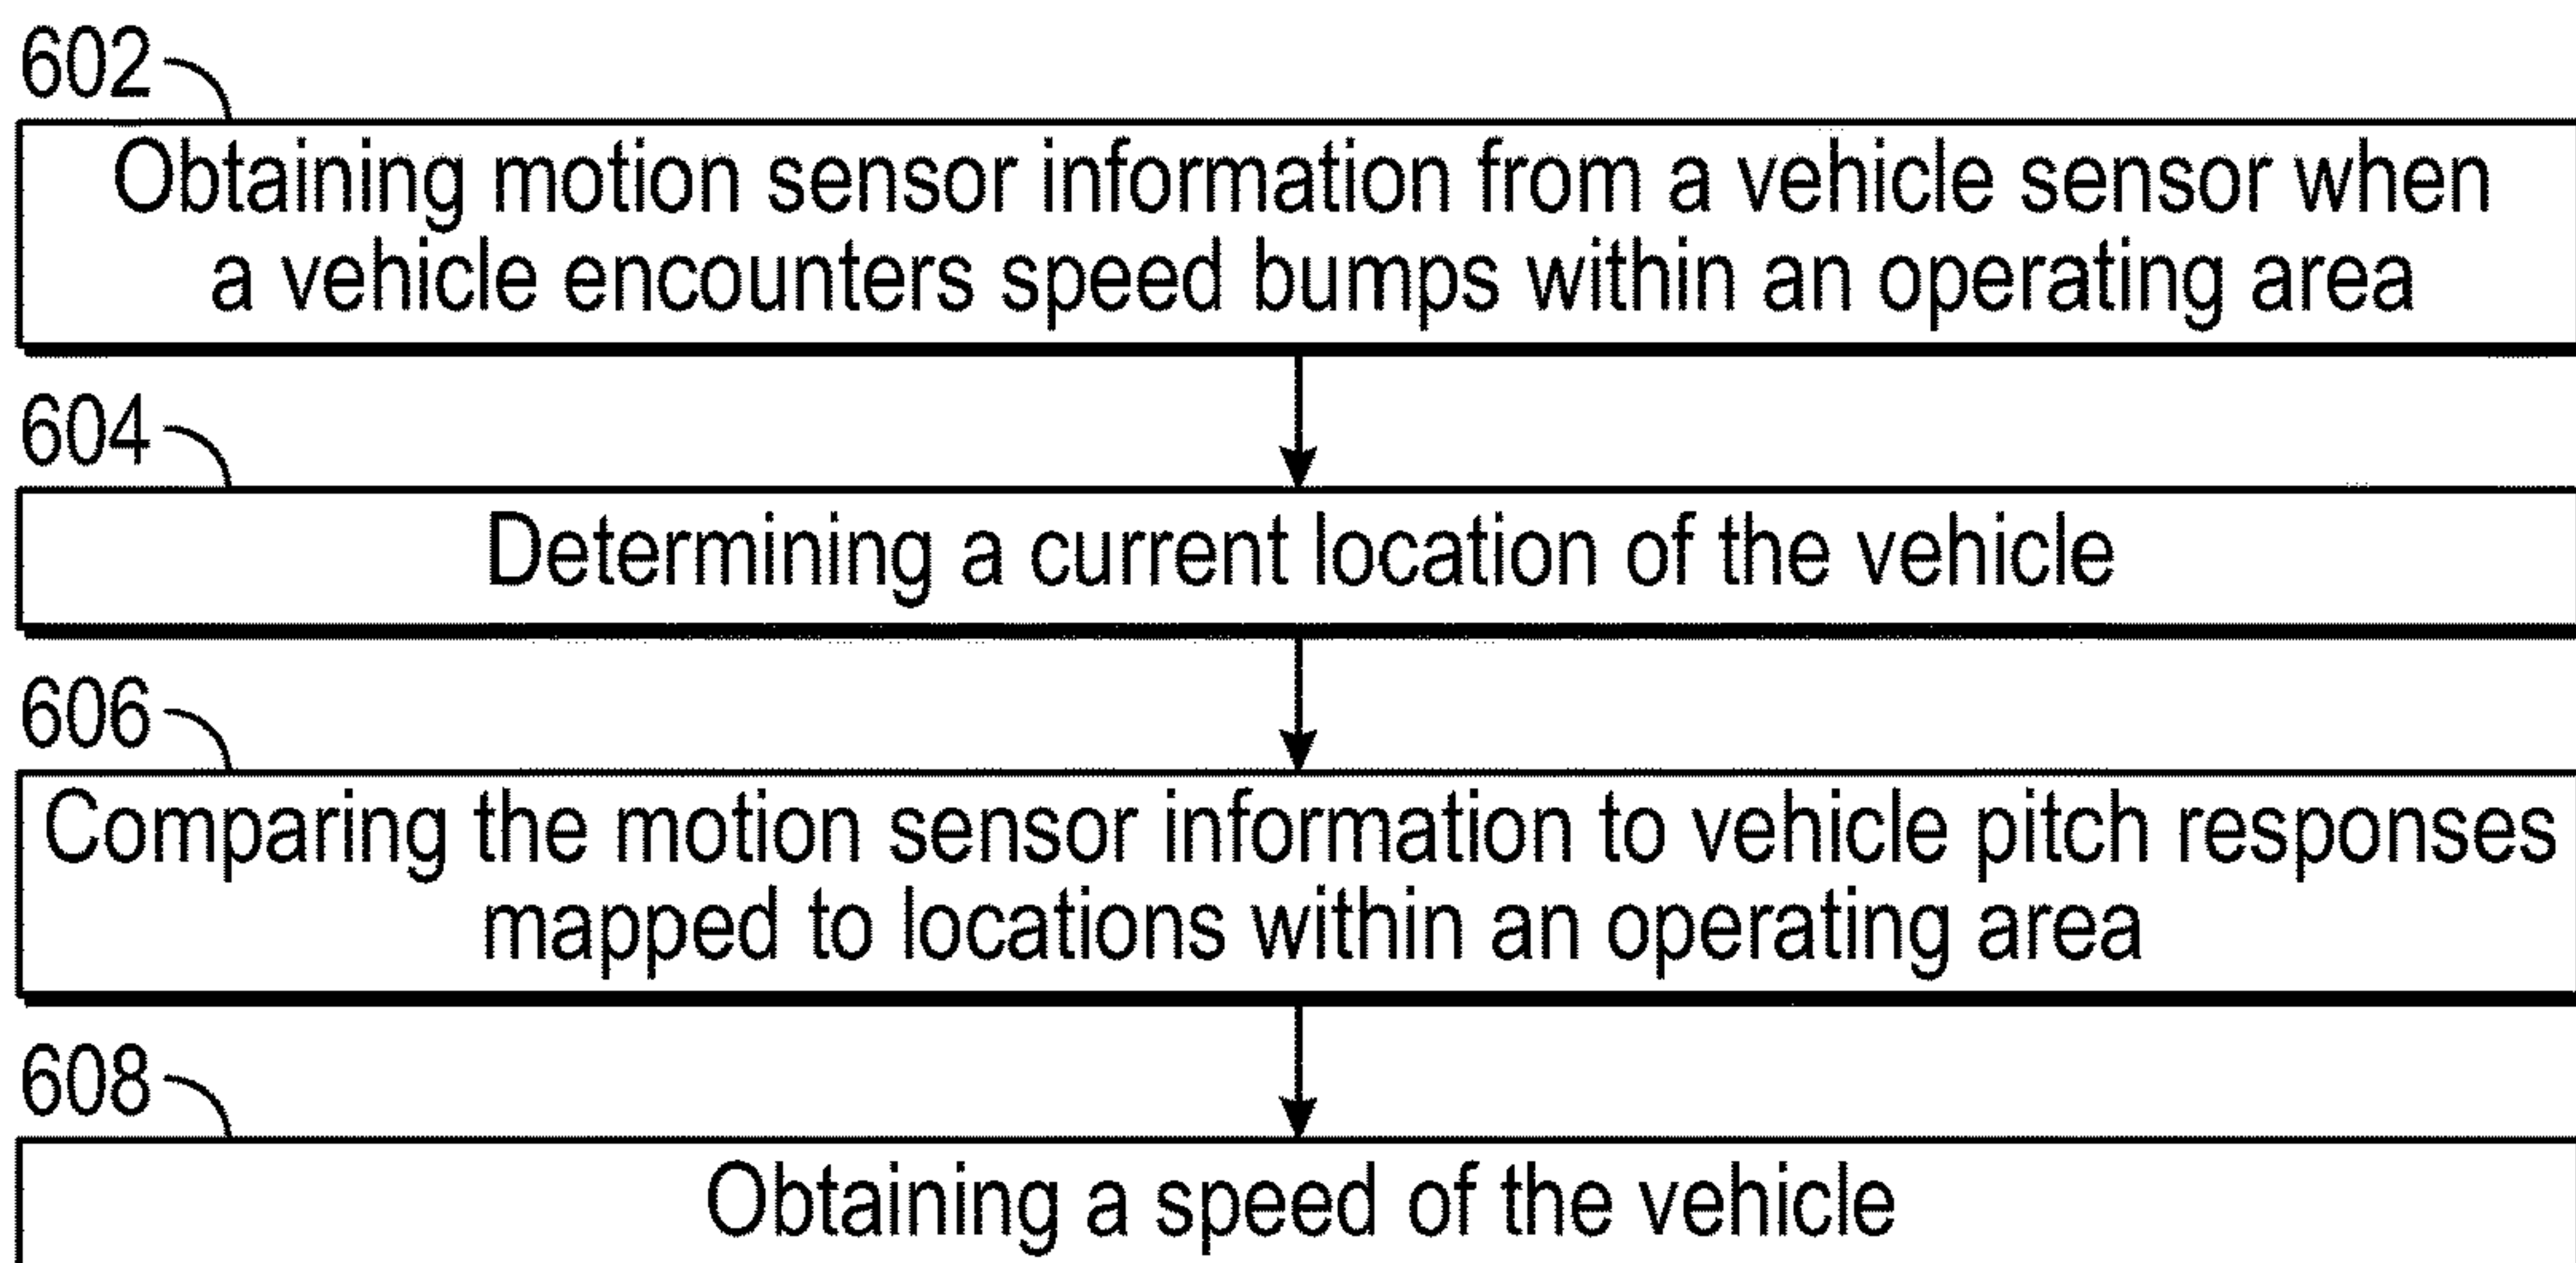 602
Obtaining motion sensor information from a vehicle sensor when
a vehicle encounters speed bumps within an operating area
604
Determining a current location of the vehicle
606
Comparing the motion sensor information to vehicle pitch responses
mapped to locations within an operating area
608
Obtaining a speed of the vehicle